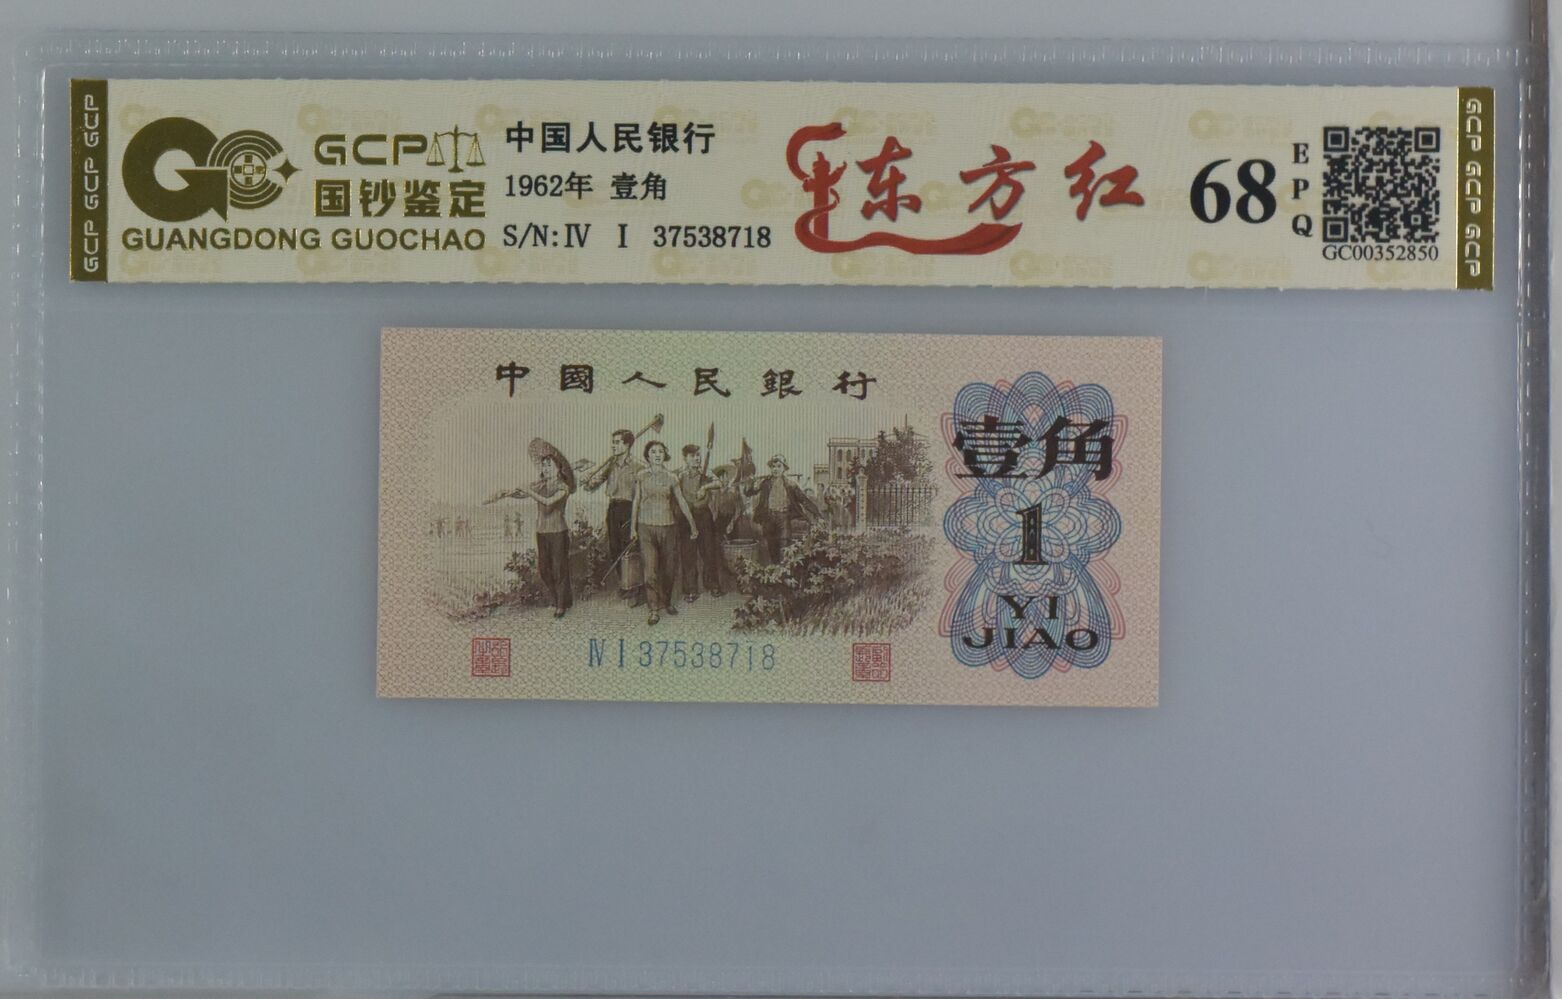 GCP GCP GCP
GCP
国钞鉴定
GUANGDONG GUOCHAO
中国人民银行
1962年 壹角
S/N:Ⅳ Ⅰ 37538718
东方红
68
EPQ
GC00352850
GCP GCP GCP
中國人民銀行
壹角
1
YI
JIAO
Ⅳ Ⅰ 37538718